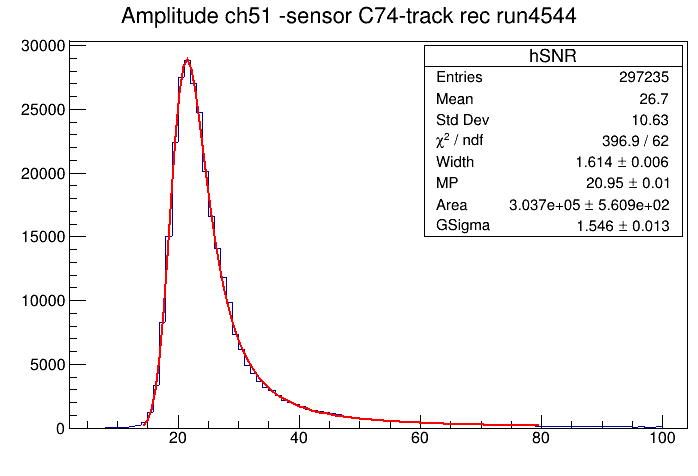 Amplitude ch51 -sensor C74-track rec run4544
hSNR
Entries 297235
Mean 26.7
Std Dev 10.63
χ² / ndf 396.9 / 62
Width 1.614 ± 0.006
MP 20.95 ± 0.01
Area 3.037e+05 ± 5.609e+02
GSigma 1.546 ± 0.013
30000
25000
20000
15000
10000
5000
0
20 40 60 80 100